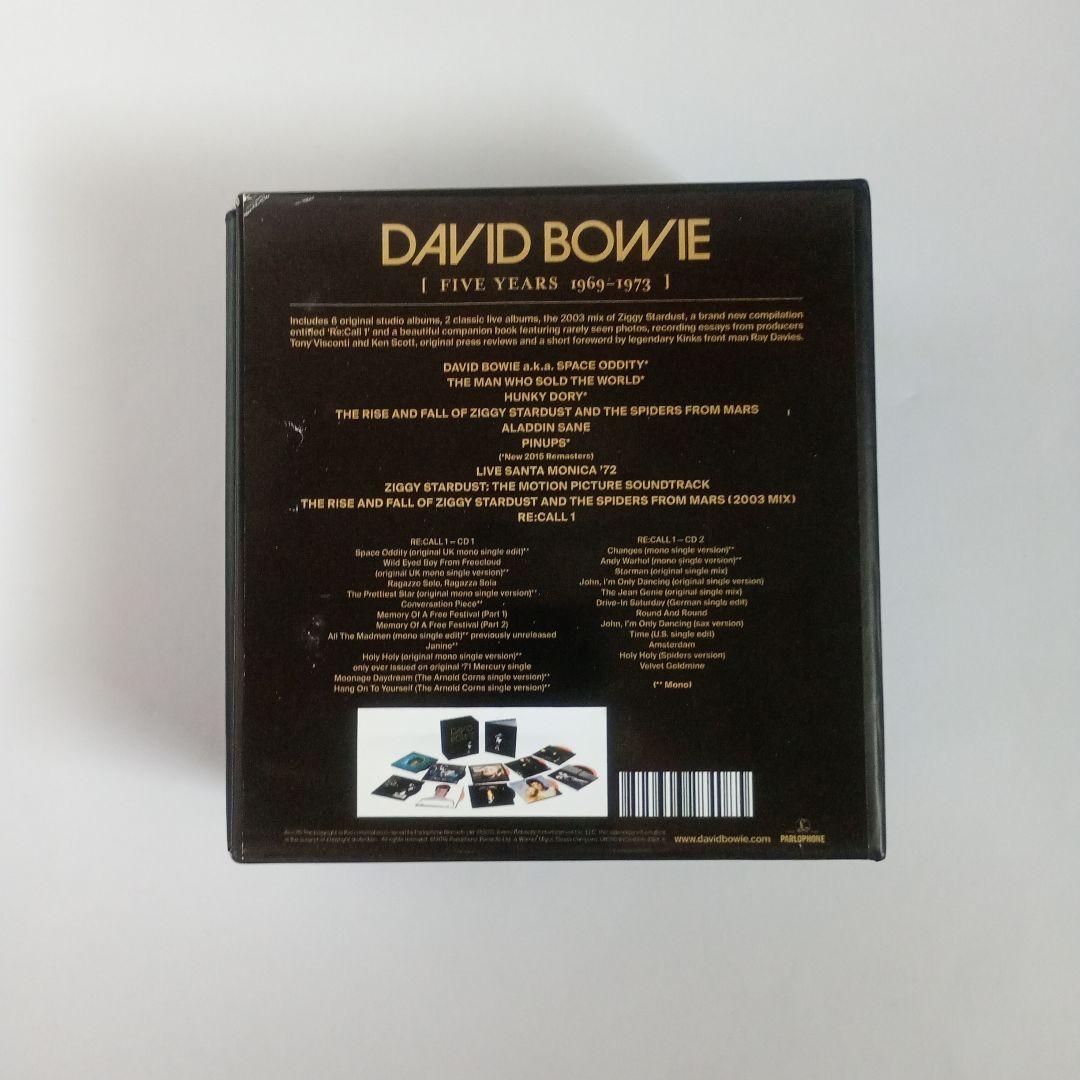 DAVID BOWIE
[ FIVE YEARS 1969–1973 ]
Includes 6 original studio albums, 2 classic live albums, the 2003 mix of Ziggy Stardust, a brand new compilation
entitled 'Re:Call 1' and a beautiful companion book featuring rarely seen photos, recording essays from producers
Tony Visconti and Ken Scott, original press reviews and a short foreword by legendary Kinks front man Ray Davies.
DAVID BOWIE a.k.a. SPACE ODDITY*
THE MAN WHO SOLD THE WORLD*
HUNKY DORY*
THE RISE AND FALL OF ZIGGY STARDUST AND THE SPIDERS FROM MARS
ALADDIN SANE
PINUPS*
(*New 2015 Remasters)
LIVE SANTA MONICA '72
ZIGGY STARDUST: THE MOTION PICTURE SOUNDTRACK
THE RISE AND FALL OF ZIGGY STARDUST AND THE SPIDERS FROM MARS (2003 MIX)
RE:CALL 1
RE:CALL 1 – CD 1
Space Oddity (original UK mono single edit)**
Wild Eyed Boy From Freecloud
(original UK mono single version)**
Ragazzo Solo, Ragazza Sola
The Prettiest Star (original mono single version)**
Conversation Piece**
Memory Of A Free Festival (Part 1)
Memory Of A Free Festival (Part 2)
All The Madmen (mono single edit)** previously unreleased
Janine**
Holy Holy (original mono single version)**
only ever issued on original '71 Mercury single
Moonage Daydream (The Arnold Corns single version)**
Hang On To Yourself (The Arnold Corns single version)**
RE:CALL 1 – CD 2
Changes (mono single version)**
Andy Warhol (mono single version)**
Starman (original single mix)
John, I'm Only Dancing (original single version)
The Jean Genie (original single mix)
Drive-In Saturday (German single edit)
Round And Round
John, I'm Only Dancing (sax version)
Time (U.S. single edit)
Amsterdam
Holy Holy (Spiders version)
Velvet Goldmine
(** Mono)
DAVID
BOWIE
www.davidbowie.com
PARLOPHONE